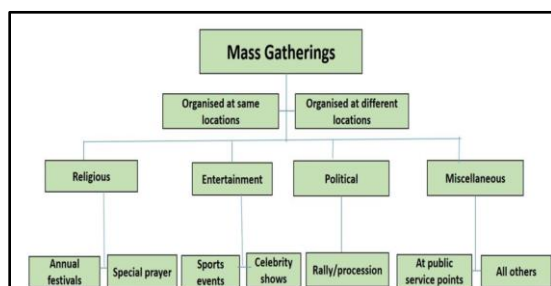 Mass Gatherings
Organised at same
locations
Organised at different
locations
Religious
Entertainment
Political
Miscellaneous
Annual
festivals
Special prayer
Sports
events
Celebrity
shows
Rally/procession
At public
service points
All others